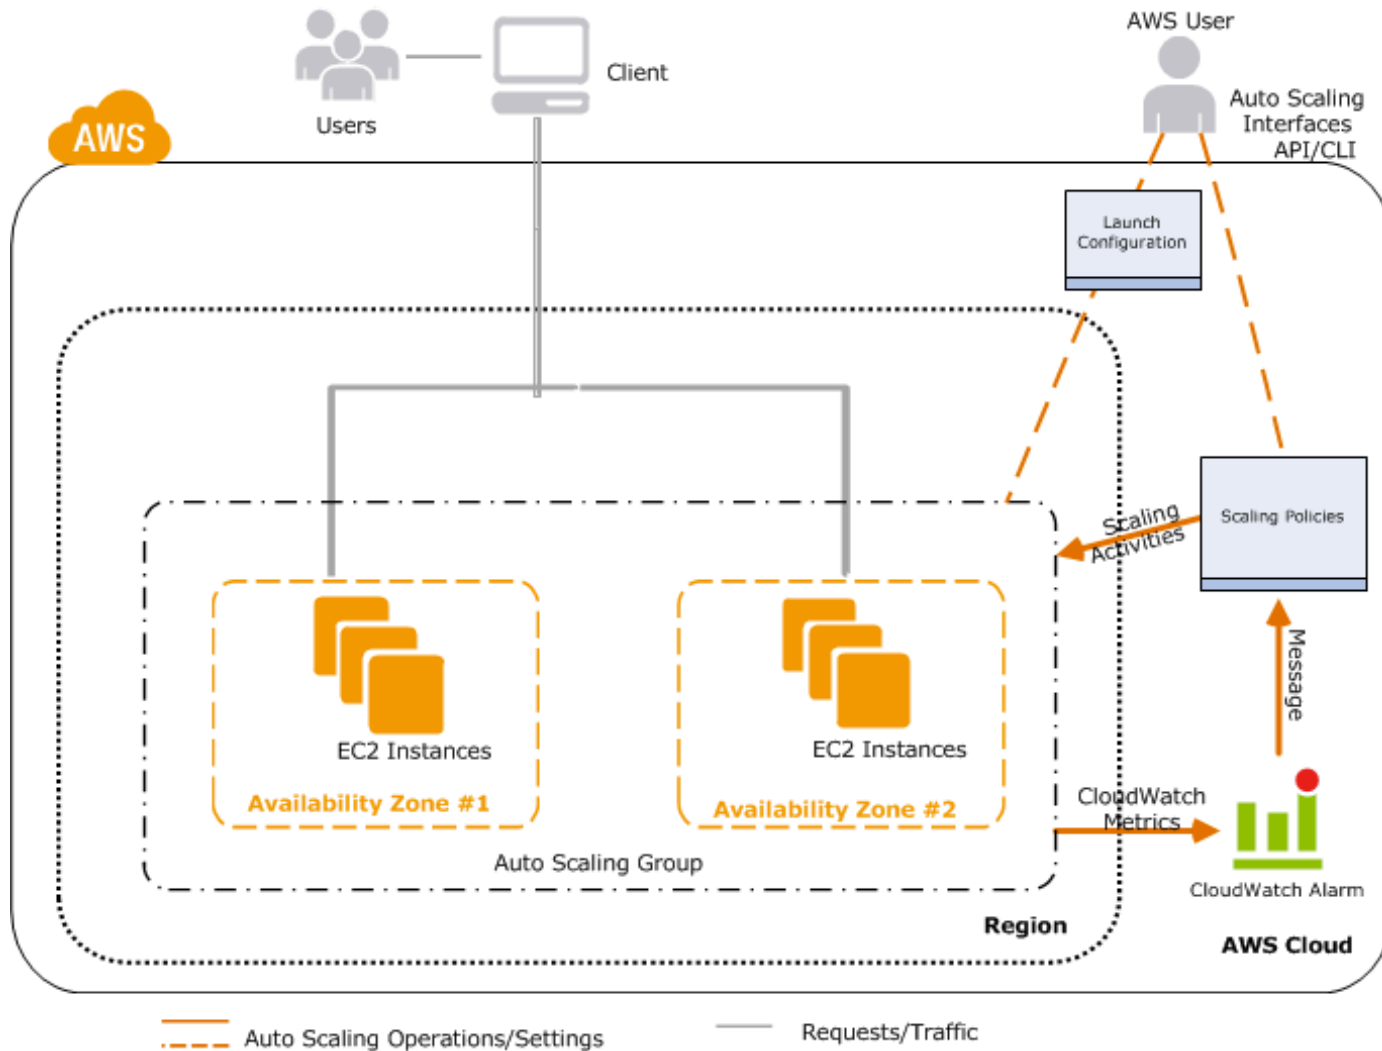 AWS User
Client
Users
Auto Scaling
Interfaces
API/CLI
AWS
Launch
Configuration
Scaling Policies
Scaling
Activities
Message
EC2 Instances
EC2 Instances
Availability Zone #1
Availability Zone #2
CloudWatch
Metrics
Auto Scaling Group
CloudWatch Alarm
Region
AWS Cloud
Auto Scaling Operations/Settings
Requests/Traffic